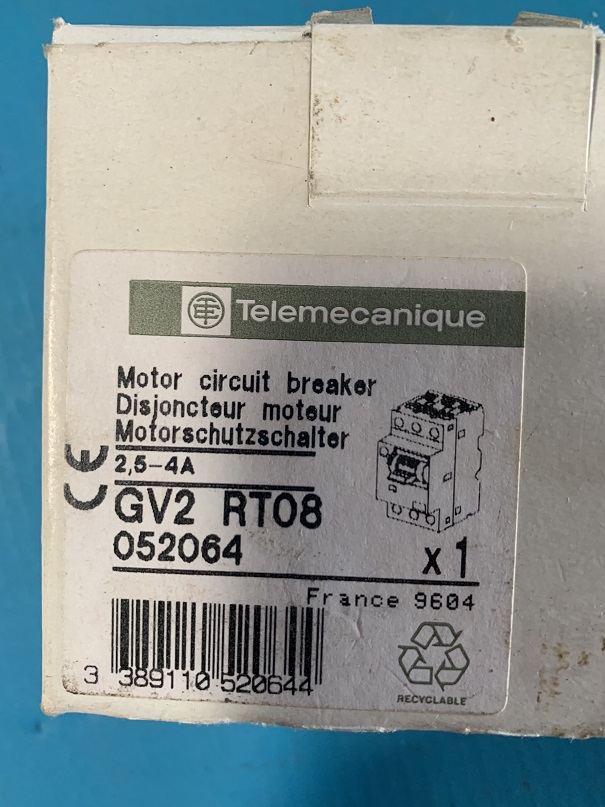 Telemecanique
Motor circuit breaker
Disjoncteur moteur
Motorschutzschalter
2,5-4A
CE
GV2 RT08
052064
x 1
France 9604
3 389110 520644
RECYCLABLE